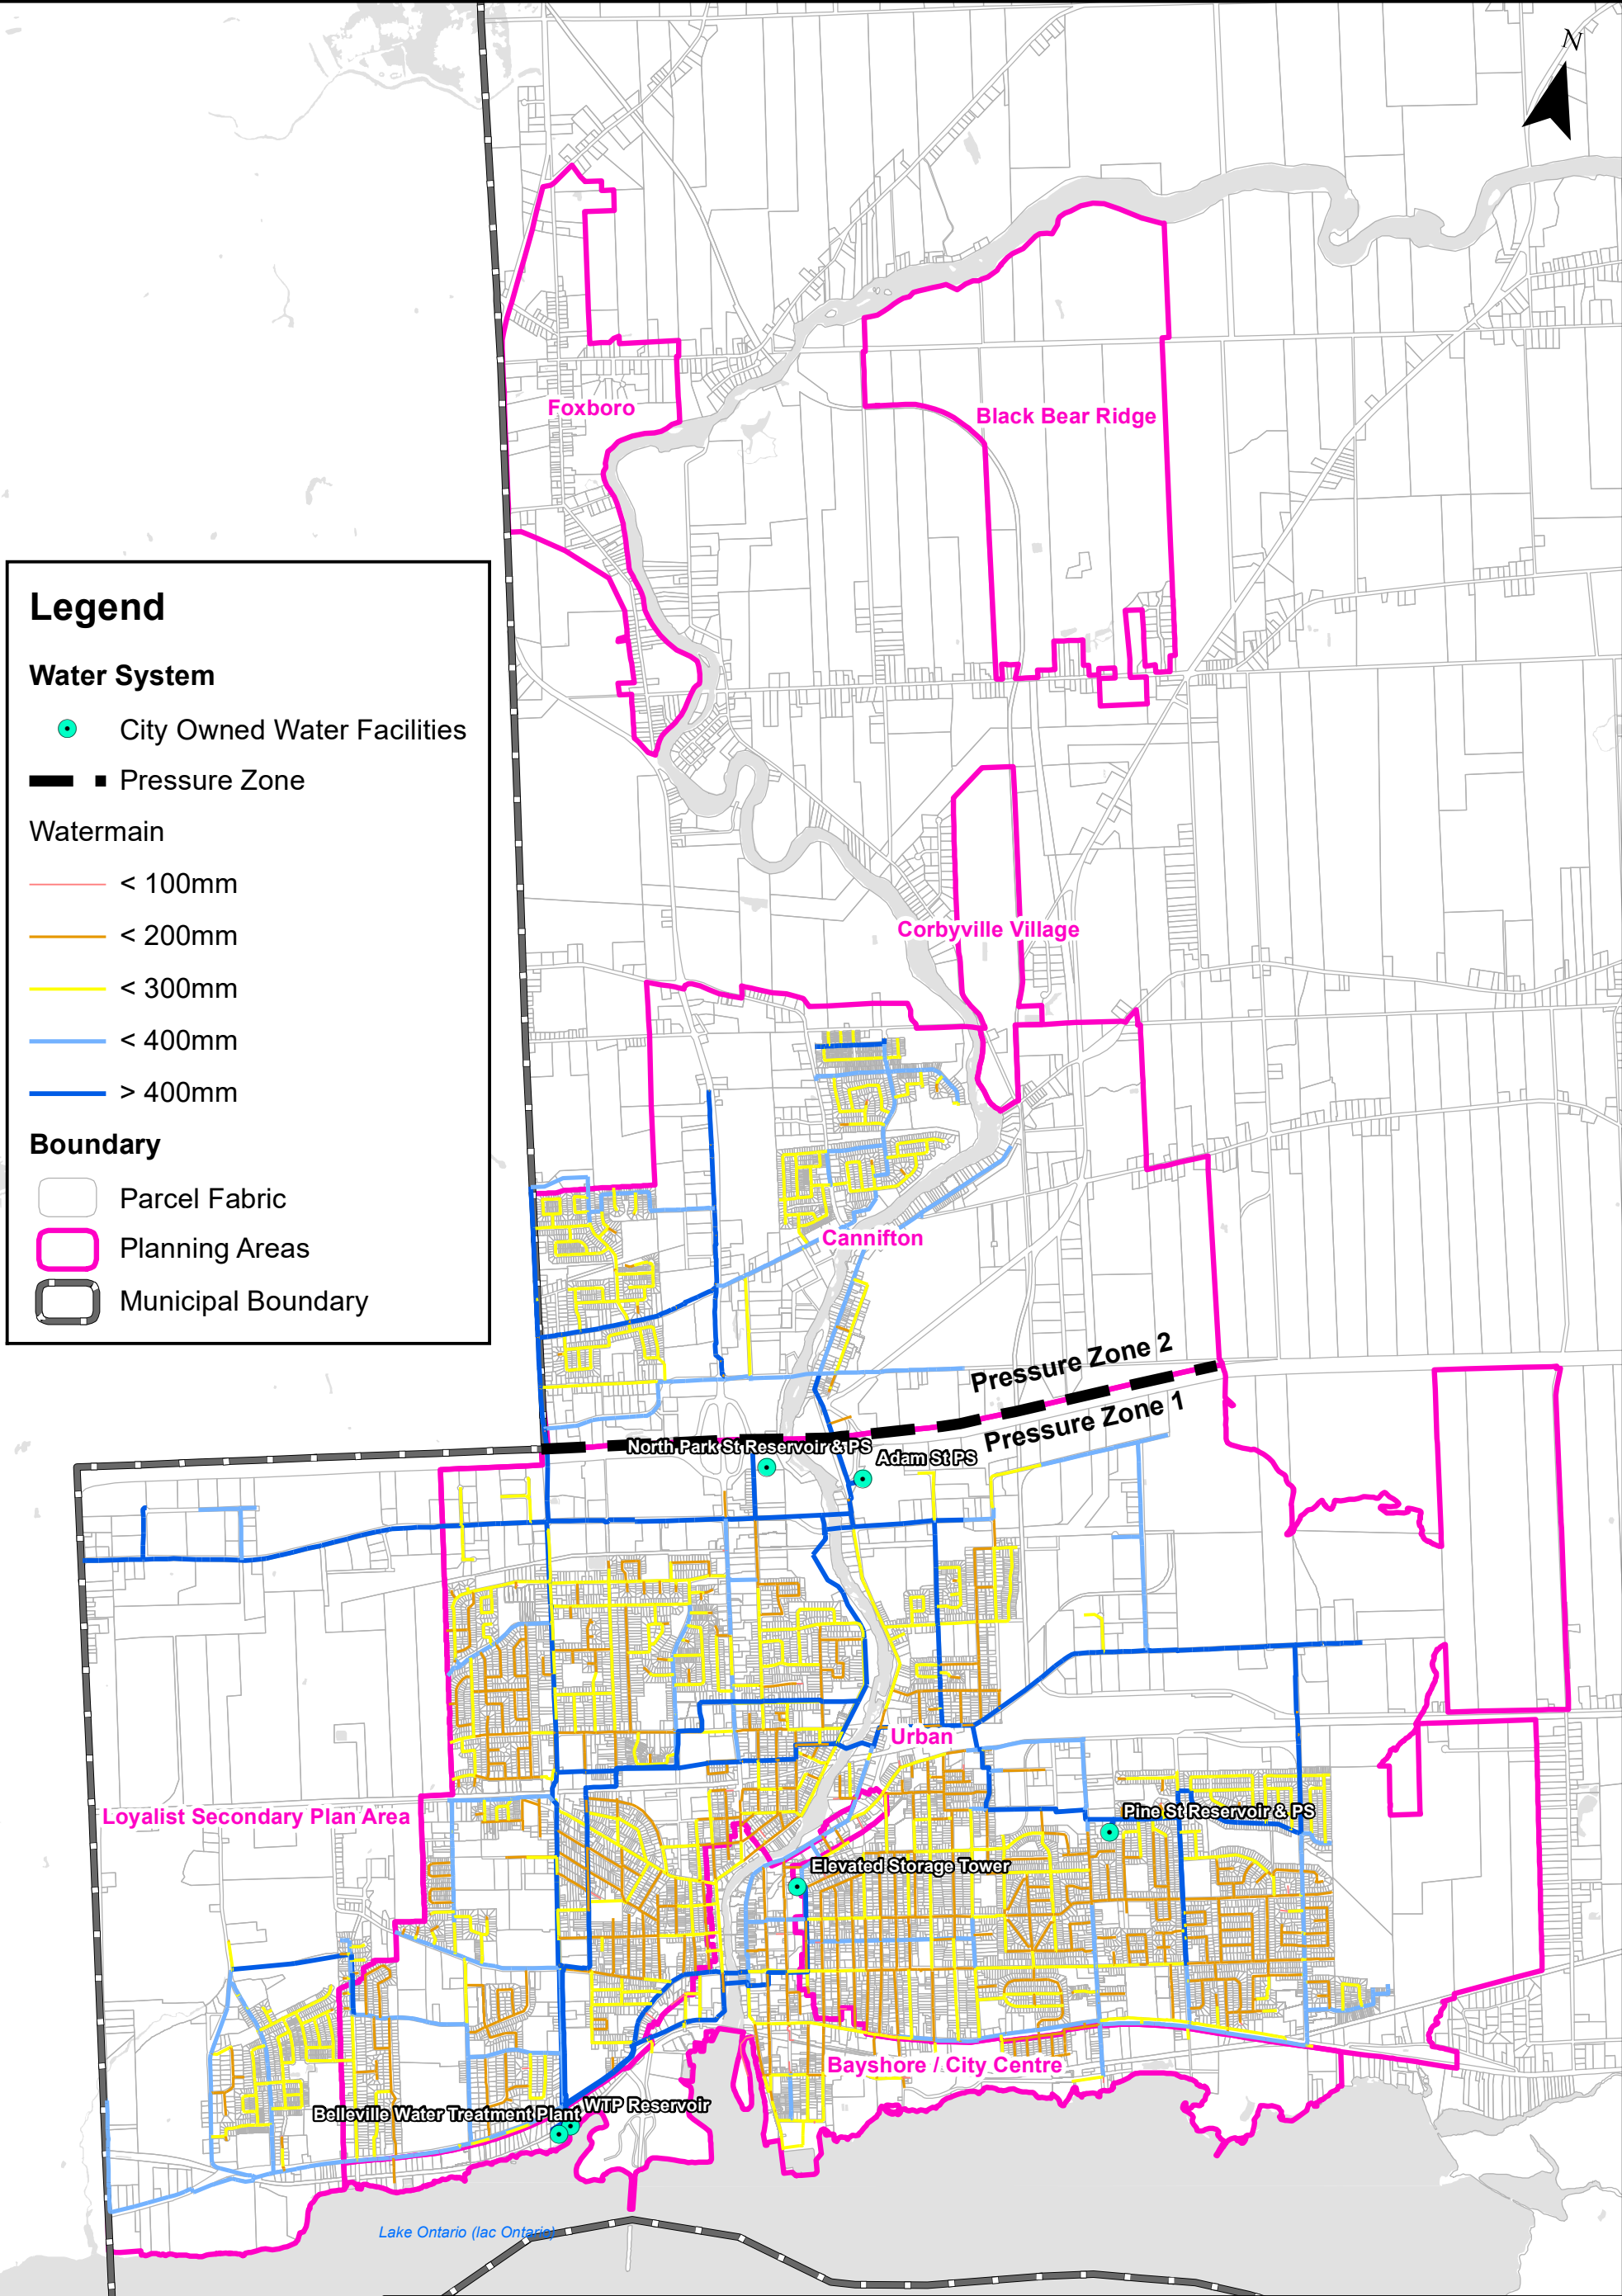 N
Foxboro
Black Bear Ridge
Legend
Water System
City Owned Water Facilities
Pressure Zone
Watermain
< 100mm
< 200mm
< 300mm
< 400mm
> 400mm
Boundary
Parcel Fabric
Planning Areas
Municipal Boundary
Corbyville Village
Cannifton
Pressure Zone 2
Pressure Zone 1
North Park St Reservoir & PS
Adam St PS
Urban
Loyalist Secondary Plan Area
Pine St Reservoir & PS
Elevated Storage Tower
Bayshore / City Centre
WTP Reservoir
Belleville Water Treatment Plant
Lake Ontario (lac Ontario)